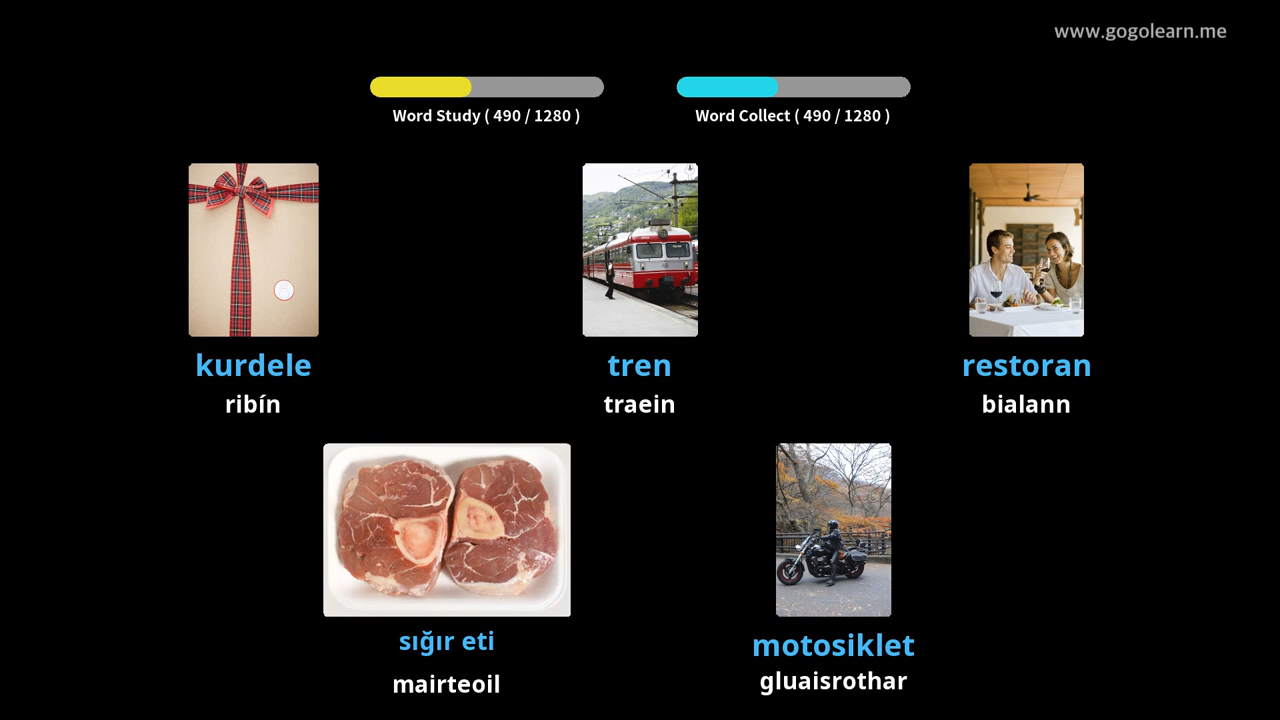 www.gogolearn.me
Word Study ( 490 / 1280 )
Word Collect ( 490 / 1280 )
kurdele
tren
restoran
ribín
traein
bialann
sığır eti
motosiklet
mairteoil
gluaisrothar